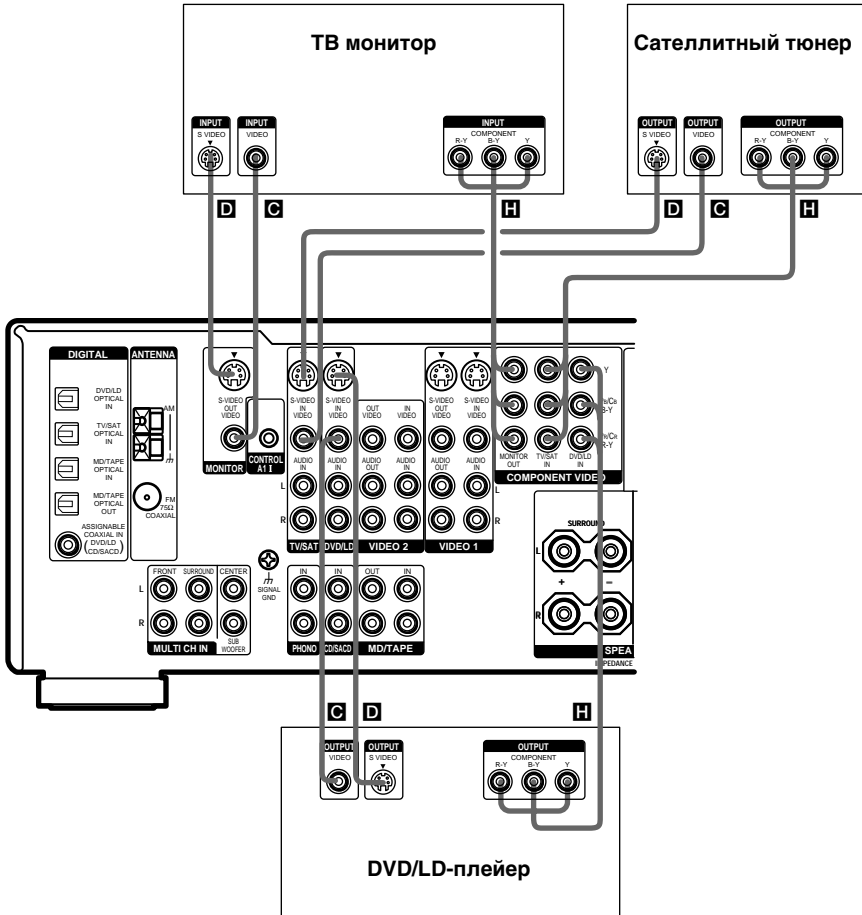 ТВ монитор
Сателлитный тюнер
INPUT
INPUT
INPUT
OUTPUT
OUTPUT
OUTPUT
S VIDEO
VIDEO
COMPONENT
S VIDEO
VIDEO
COMPONENT
R-Y
B-Y
Y
R-Y
B-Y
Y
D
C
H
D
C
H
DIGITAL
ANTENNA
DVD/LD
OPTICAL
IN
TV/SAT
OPTICAL
IN
MD/TAPE
OPTICAL
IN
MD/TAPE
OPTICAL
OUT
ASSIGNABLE
COAXIAL IN
(DVD/LD
CD/SACD)
AM
FM
75Ω
COAXIAL
S-VIDEO
OUT
VIDEO
MONITOR
CONTROL
A1 I
S-VIDEO
IN
VIDEO
S-VIDEO
IN
VIDEO
OUT
VIDEO
IN
VIDEO
S-VIDEO
OUT
VIDEO
S-VIDEO
IN
VIDEO
AUDIO
IN
AUDIO
IN
AUDIO
OUT
AUDIO
IN
AUDIO
OUT
AUDIO
IN
L
L
R
R
TV/SAT
DVD/LD
VIDEO 2
VIDEO 1
Y
B-Y
R-Y
MONITOR
OUT
TV/SAT
IN
DVD/LD
IN
COMPONENT VIDEO
SURROUND
L
+
–
R
SPEA
IMPEDANCE
SIGNAL
GND
FRONT
SURROUND
CENTER
L
R
MULTI CH IN
SUB
WOOFER
IN
IN
OUT
IN
PHONO
CD/SACD
MD/TAPE
C
D
H
OUTPUT
OUTPUT
OUTPUT
VIDEO
S VIDEO
COMPONENT
R-Y
B-Y
Y
DVD/LD-плейер